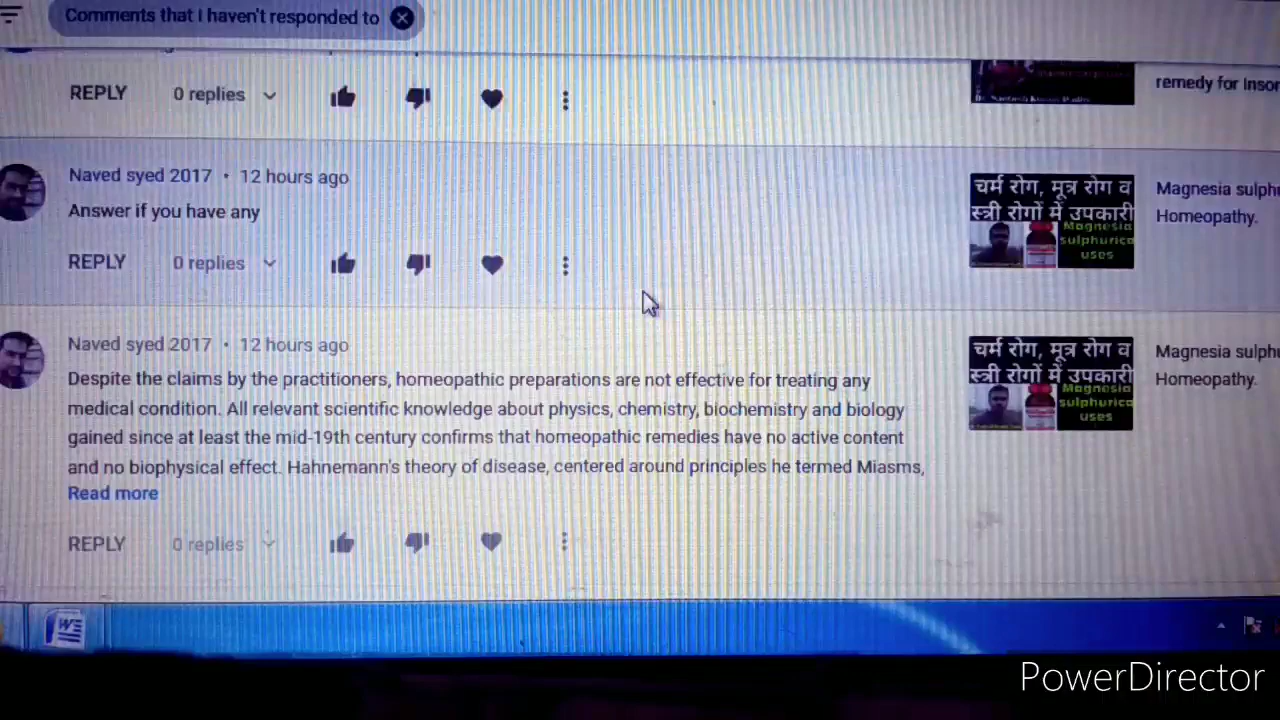 Comments that I haven't responded to
REPLY 0 replies
remedy for Insor
Naved syed 2017 • 12 hours ago
Answer if you have any
REPLY 0 replies
चर्म रोग, मूत्र रोग व
स्त्री रोगों में उपकारी
Magnesia
sulphurica
uses
Magnesia sulphu
Homeopathy.
Naved syed 2017 • 12 hours ago
Despite the claims by the practitioners, homeopathic preparations are not effective for treating any
medical condition. All relevant scientific knowledge about physics, chemistry, biochemistry and biology
gained since at least the mid-19th century confirms that homeopathic remedies have no active content
and no biophysical effect. Hahnemann's theory of disease, centered around principles he termed Miasms,
Read more
REPLY 0 replies
चर्म रोग, मूत्र रोग व
स्त्री रोगों में उपकारी
Magnesia
sulphurica
uses
Magnesia sulphu
Homeopathy.
PowerDirector